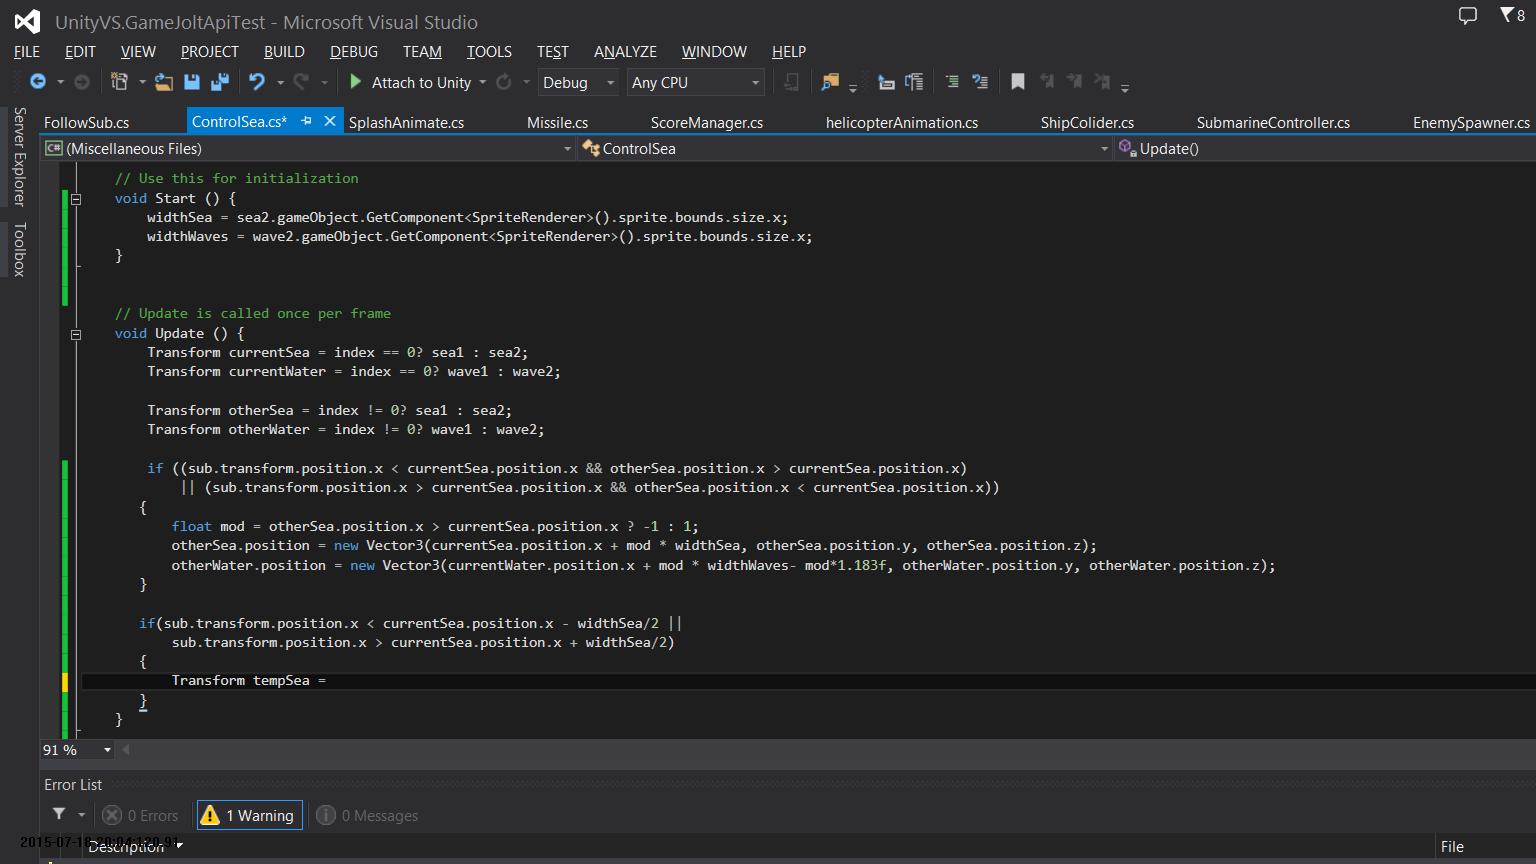 UnityVS.GameJoltApiTest - Microsoft Visual Studio
8
FILE EDIT VIEW PROJECT BUILD DEBUG TEAM TOOLS TEST ANALYZE WINDOW HELP
Attach to Unity Debug Any CPU
Server Explorer
Toolbox
FollowSub.cs ControlSea.cs* SplashAnimate.cs Missile.cs ScoreManager.cs helicopterAnimation.cs ShipColider.cs SubmarineController.cs EnemySpawner.cs
C# (Miscellaneous Files) ControlSea Update()
// Use this for initialization
void Start () {
widthSea = sea2.gameObject.GetComponent<SpriteRenderer>().sprite.bounds.size.x;
widthWaves = wave2.gameObject.GetComponent<SpriteRenderer>().sprite.bounds.size.x;
}
// Update is called once per frame
void Update () {
Transform currentSea = index == 0? sea1 : sea2;
Transform currentWater = index == 0? wave1 : wave2;
Transform otherSea = index != 0? sea1 : sea2;
Transform otherWater = index != 0? wave1 : wave2;
if ((sub.transform.position.x < currentSea.position.x && otherSea.position.x > currentSea.position.x)
|| (sub.transform.position.x > currentSea.position.x && otherSea.position.x < currentSea.position.x))
{
float mod = otherSea.position.x > currentSea.position.x ? -1 : 1;
otherSea.position = new Vector3(currentSea.position.x + mod * widthSea, otherSea.position.y, otherSea.position.z);
otherWater.position = new Vector3(currentWater.position.x + mod * widthWaves- mod*1.183f, otherWater.position.y, otherWater.position.z);
}
if(sub.transform.position.x < currentSea.position.x - widthSea/2 ||
sub.transform.position.x > currentSea.position.x + widthSea/2)
{
Transform tempSea =
}
}
91 %
Error List
0 Errors 1 Warning 0 Messages
Description File